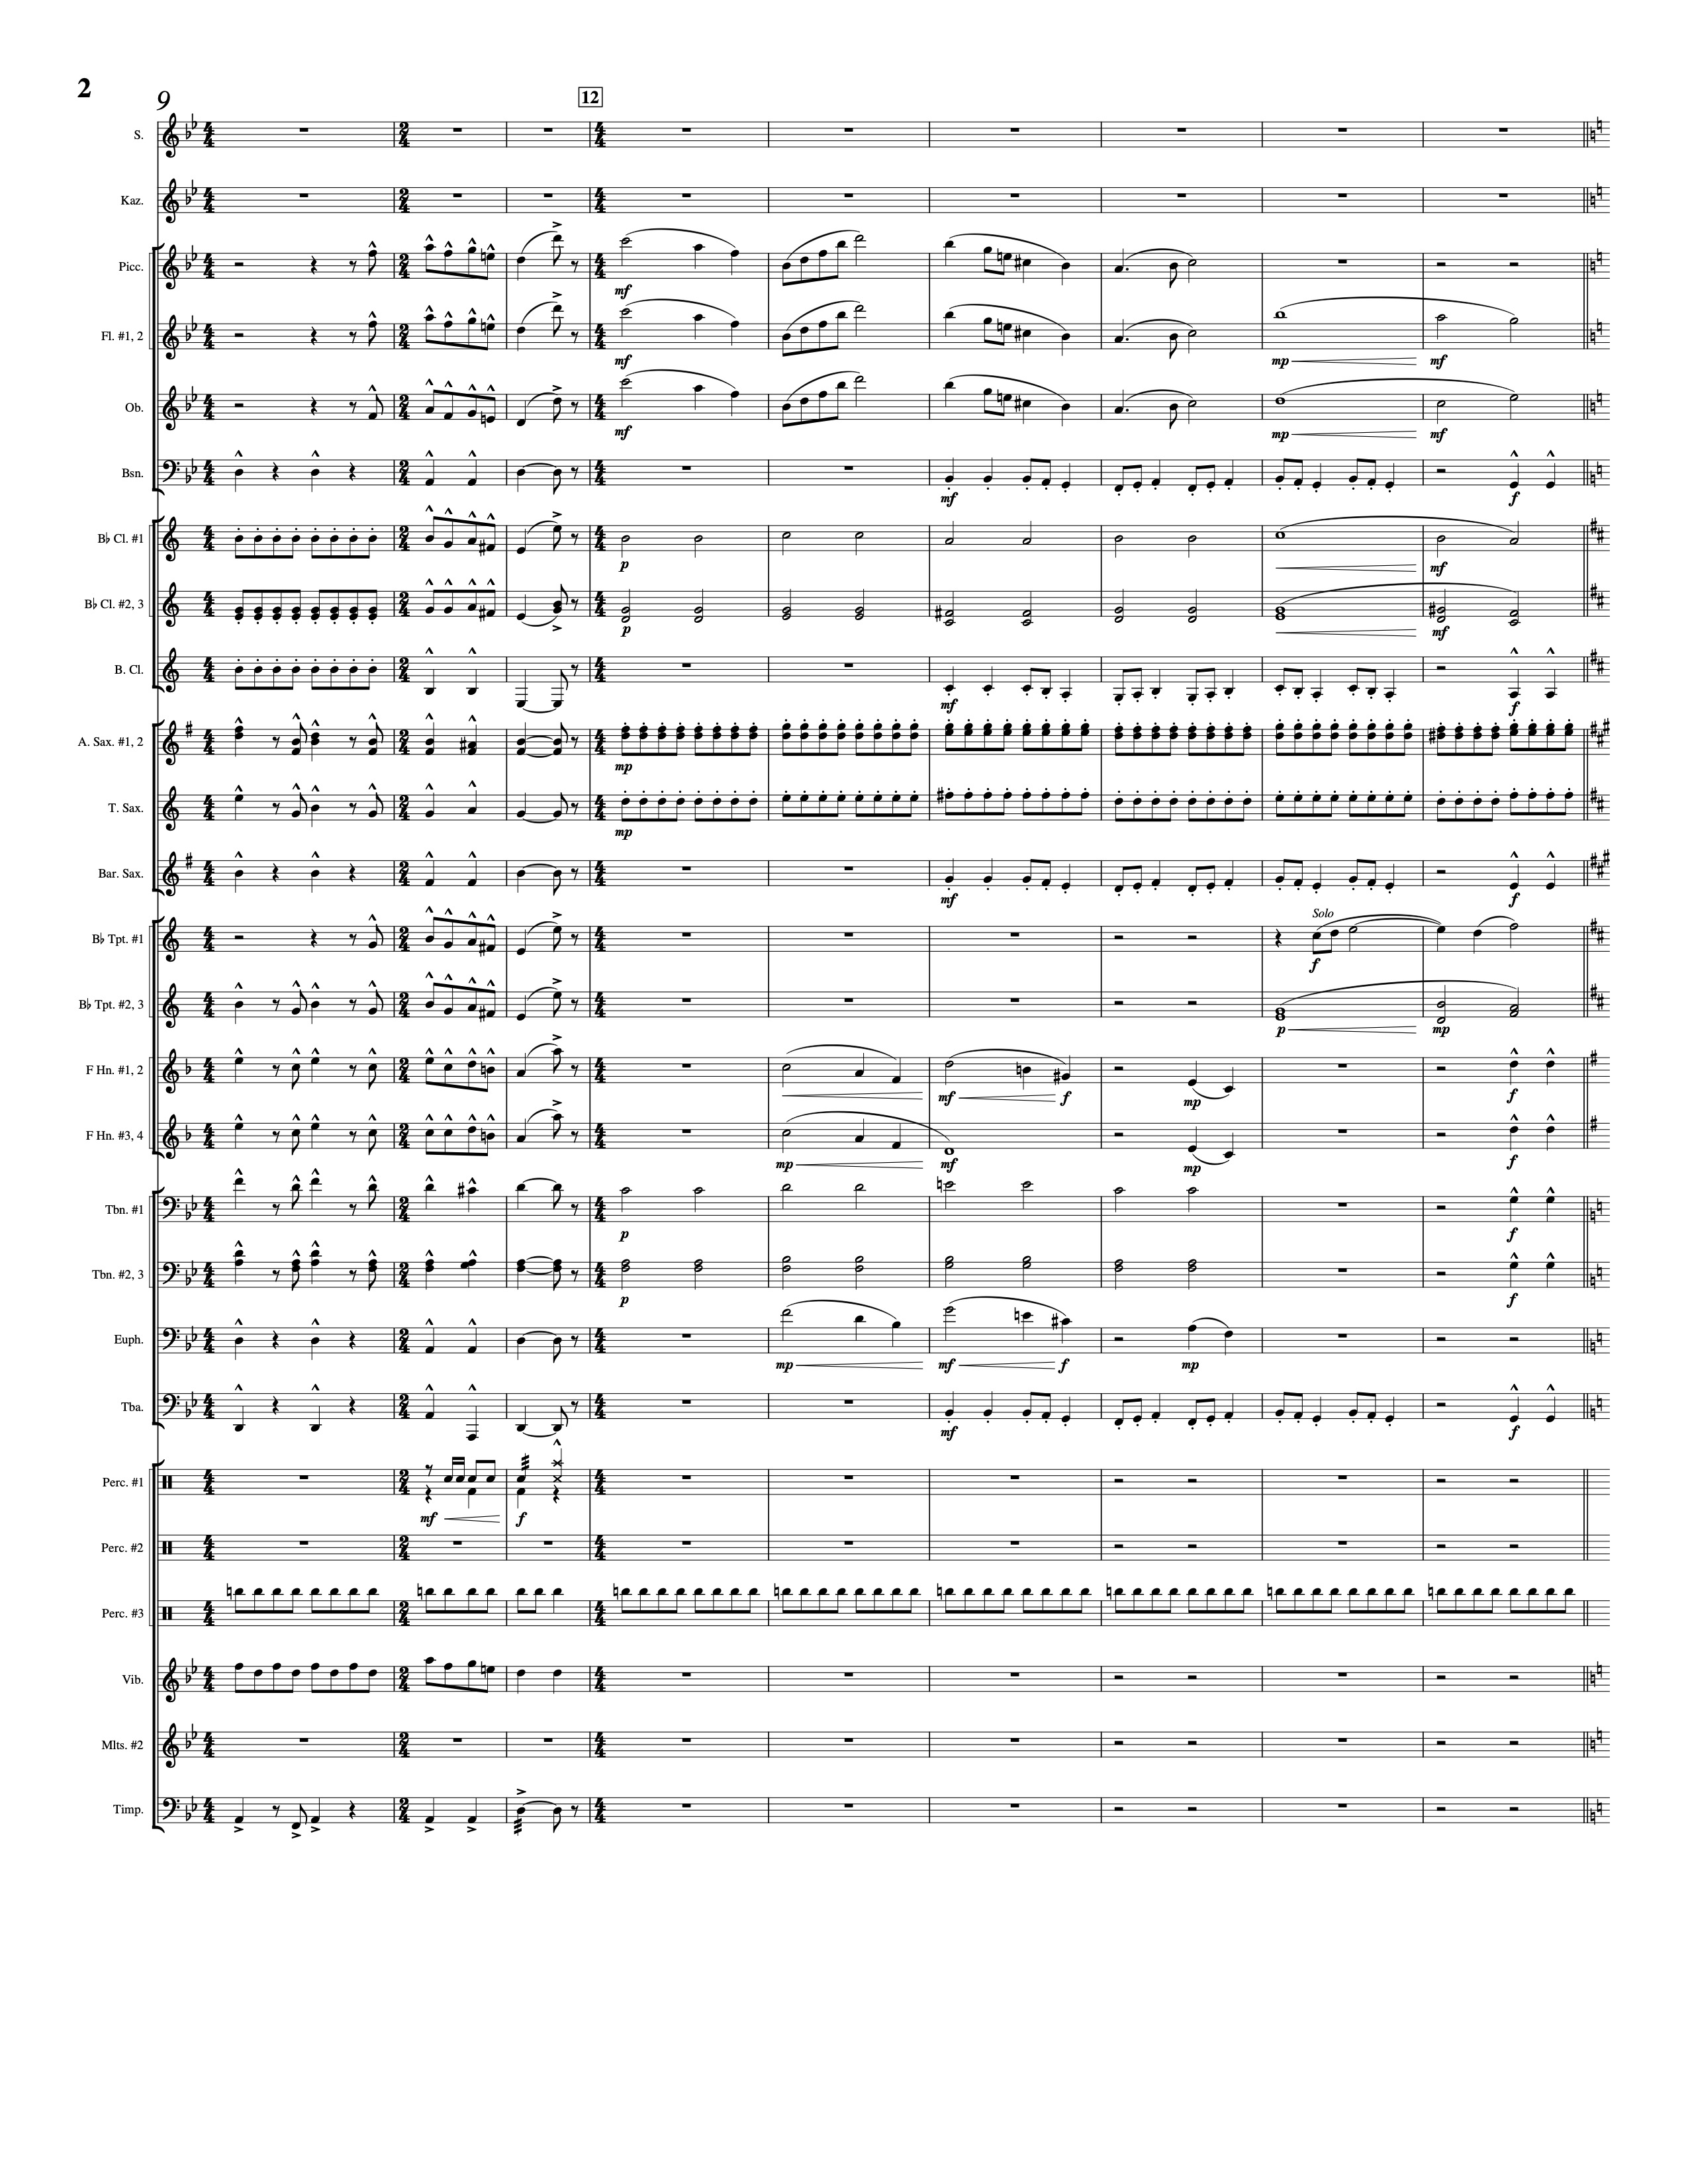 2
9
12
S.
Kaz.
Picc.
mf
Fl. #1, 2
mf mp mf
Ob.
mf mp mf
Bsn.
mf f
B♭ Cl. #1
p mf
B♭ Cl. #2, 3
p mf
B. Cl.
mf f
A. Sax. #1, 2
mp
T. Sax.
mp
Bar. Sax.
mf f
Solo
B♭ Tpt. #1
f
B♭ Tpt. #2, 3
p mp
F Hn. #1, 2
mf f mp f
F Hn. #3, 4
mp mf mp f
Tbn. #1
p f
Tbn. #2, 3
p f
Euph.
mp mf f mp
Tba.
mf f
Perc. #1
mf f
Perc. #2
Perc. #3
Vib.
Mlts. #2
Timp.